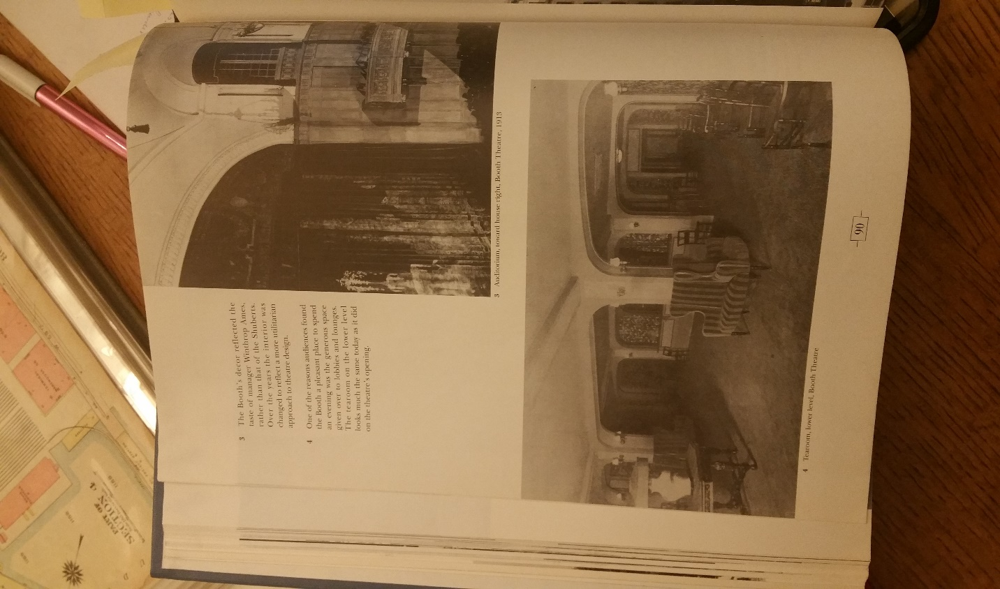 3 Auditorium, toward house right, Booth Theatre, 1913
3 The Booth's decor reflected the
taste of manager Winthrop Ames,
rather than that of the Shuberts.
Over the years the interior was
changed to reflect a more utilitarian
approach to theatre design.
4 One of the reasons audiences found
the Booth a pleasant place to spend
an evening was the generous space
given over to lobbies and lounges.
The tearoom on the lower level
looks much the same today as it did
on the theatre's opening.
4 Tearoom, lower level, Booth Theatre
90
PART OF
SECTION 4